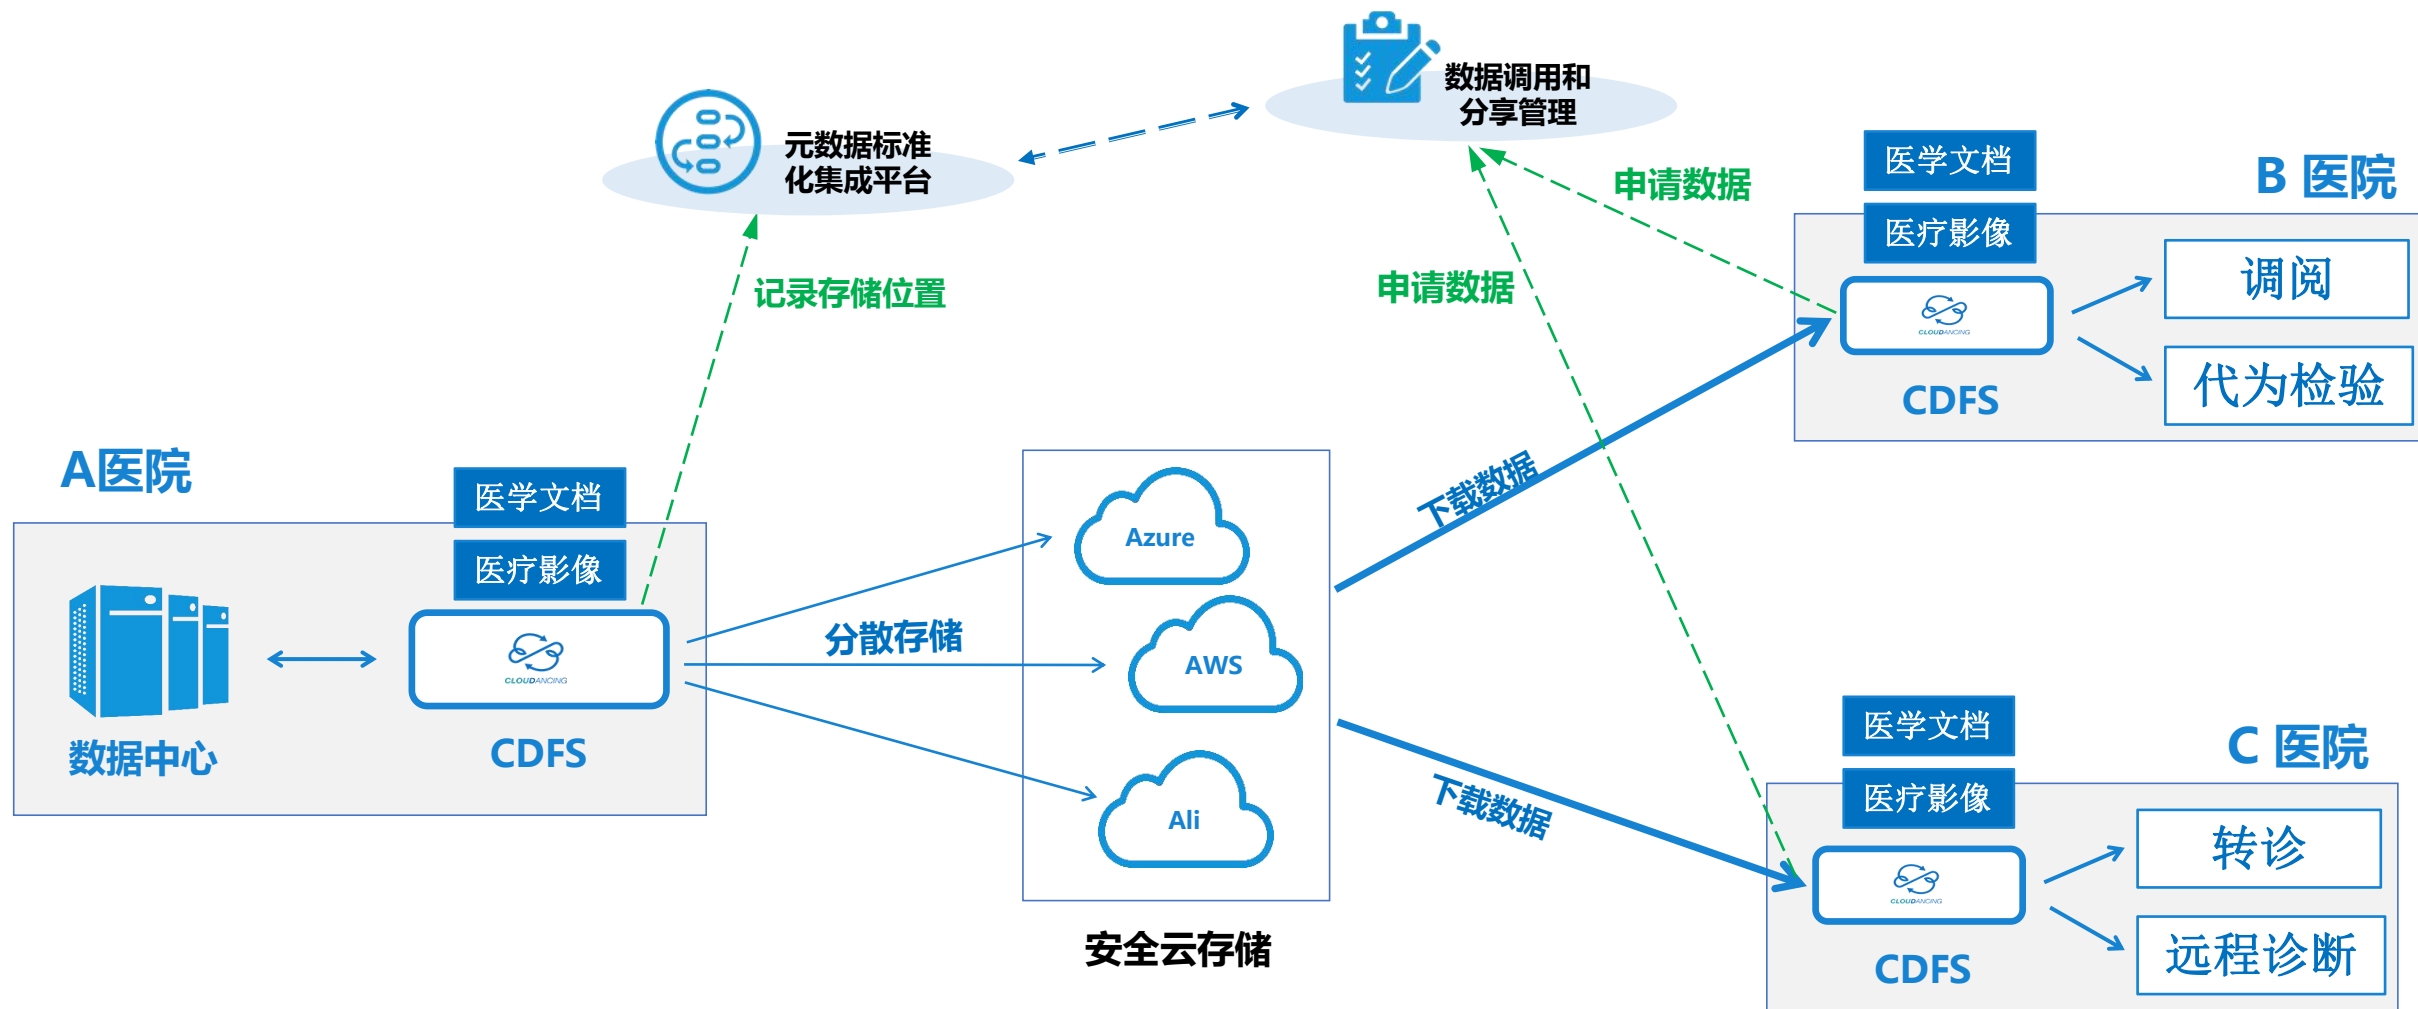 数据调用和
分享管理
元数据标准
化集成平台
医学文档
医疗影像
B 医院
申请数据
申请数据
记录存储位置
调阅
代为检验
CLOUDANCING
CDFS
A医院
医学文档
医疗影像
下载数据
Azure
分散存储
AWS
CLOUDANCING
数据中心
CDFS
Ali
下载数据
安全云存储
医学文档
医疗影像
C 医院
转诊
远程诊断
CLOUDANCING
CDFS